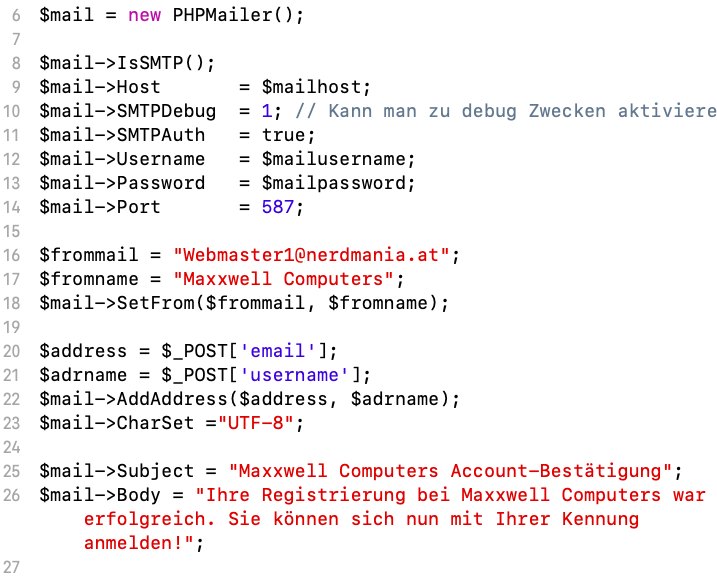 6 $mail = new PHPMailer();
7
8 $mail->IsSMTP();
9 $mail->Host       = $mailhost;
10 $mail->SMTPDebug  = 1; // Kann man zu debug Zwecken aktiviere
11 $mail->SMTPAuth   = true;
12 $mail->Username   = $mailusername;
13 $mail->Password   = $mailpassword;
14 $mail->Port       = 587;
15
16 $frommail = "Webmaster1@nerdmania.at";
17 $fromname = "Maxxwell Computers";
18 $mail->SetFrom($frommail, $fromname);
19
20 $address = $_POST['email'];
21 $adrname = $_POST['username'];
22 $mail->AddAddress($address, $adrname);
23 $mail->CharSet ="UTF-8";
24
25 $mail->Subject = "Maxxwell Computers Account-Bestätigung";
26 $mail->Body = "Ihre Registrierung bei Maxxwell Computers war
erfolgreich. Sie können sich nun mit Ihrer Kennung
anmelden!";
27